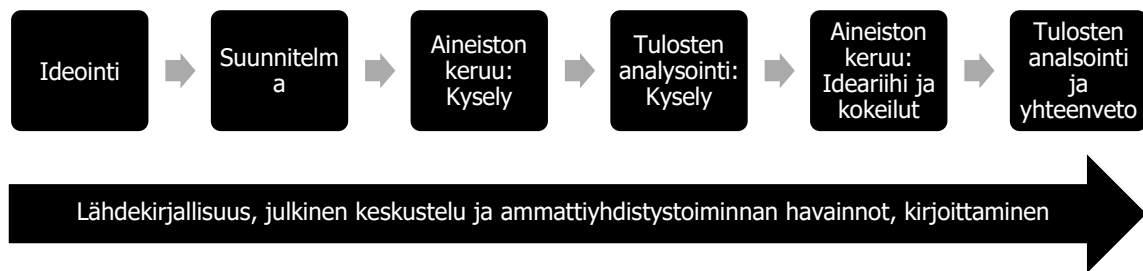 Ideointi
Suunnitelm
a
Aineiston
keruu:
Kysely
Tulosten
analysointi:
Kysely
Aineiston
keruu:
Ideariihi ja
kokeilut
Tulosten
analsointi
ja
yhteenveto
Lähdekirjallisuus, julkinen keskustelu ja ammattiyhdistystoiminnan havainnot, kirjoittaminen